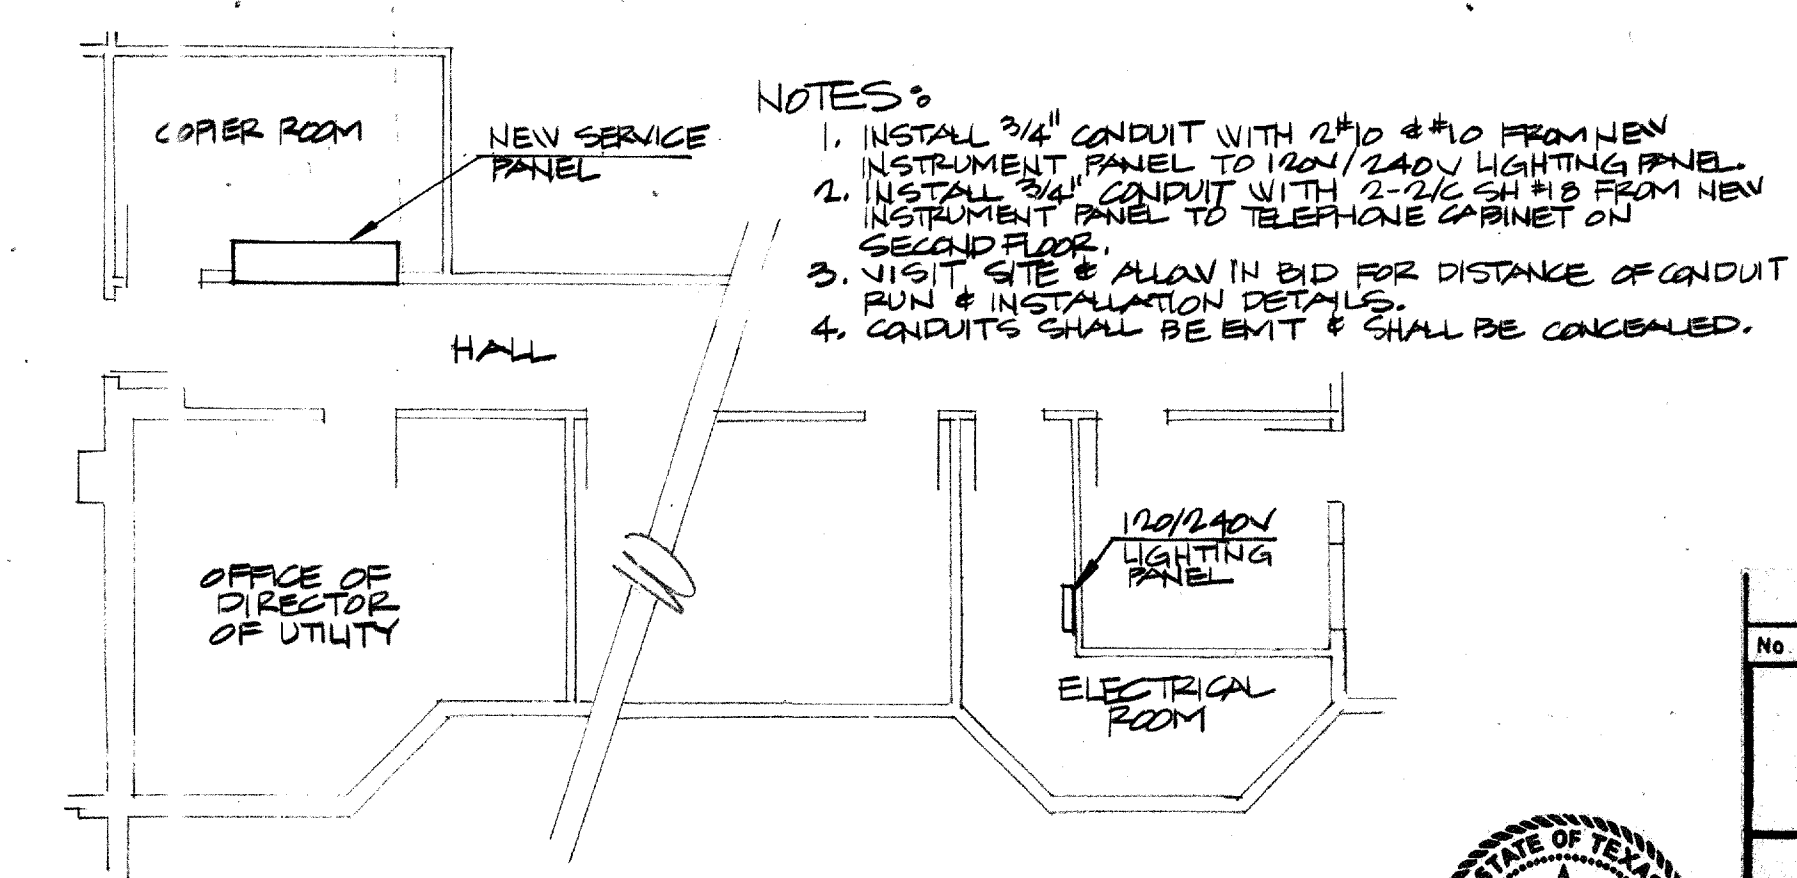 COPIER ROOM
NEW SERVICE
PANEL
NOTES:
1. INSTALL 3/4" CONDUIT WITH 2#10 & #10 FROM NEW
INSTRUMENT PANEL TO 120V/240V LIGHTING PANEL.
2. INSTALL 3/4" CONDUIT WITH 2-2/C SH #18 FROM NEW
INSTRUMENT PANEL TO TELEPHONE CABINET ON
SECOND FLOOR.
3. VISIT SITE & ALLOW IN BID FOR DISTANCE OF CONDUIT
RUN & INSTALLATION DETAILS.
4. CONDUITS SHALL BE EMT & SHALL BE CONCEALED.
HALL
120/240V
LIGHTING
PANEL
OFFICE OF
DIRECTOR
OF UTILITY
ELECTRICAL
ROOM
No.
STATE OF TEXAS